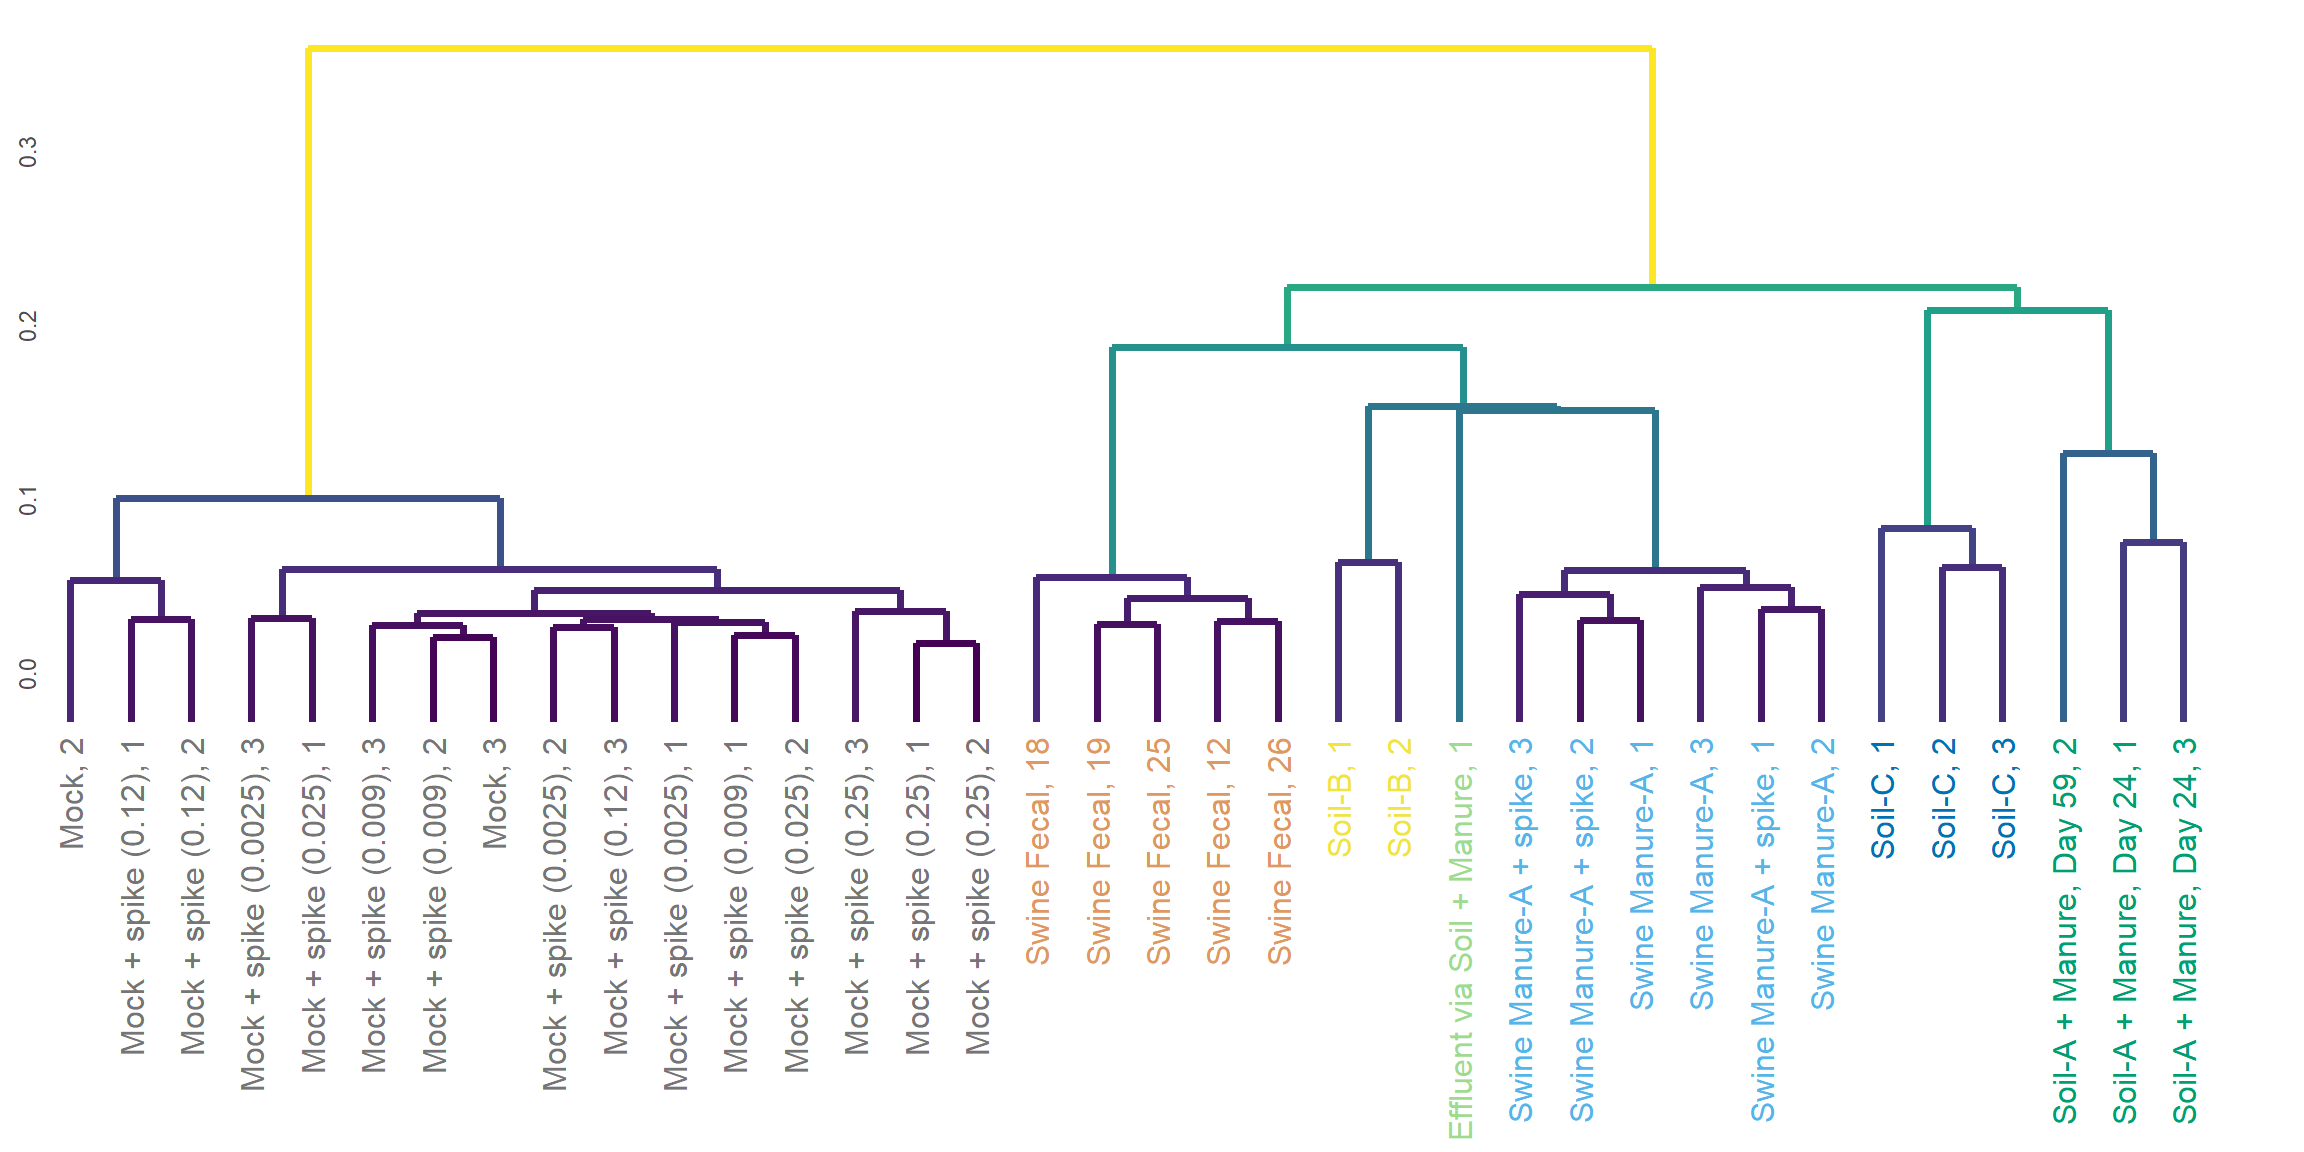 0.3
0.2
0.1
0.0
Mock, 2
Mock + spike (0.12), 1
Mock + spike (0.12), 2
Mock + spike (0.0025), 3
Mock + spike (0.025), 1
Mock + spike (0.009), 3
Mock + spike (0.009), 2
Mock, 3
Mock + spike (0.0025), 2
Mock + spike (0.12), 3
Mock + spike (0.0025), 1
Mock + spike (0.009), 1
Mock + spike (0.025), 2
Mock + spike (0.25), 3
Mock + spike (0.25), 1
Mock + spike (0.25), 2
Swine Fecal, 18
Swine Fecal, 19
Swine Fecal, 25
Swine Fecal, 12
Swine Fecal, 26
Soil-B, 1
Soil-B, 2
Effluent via Soil + Manure, 1
Swine Manure-A + spike, 3
Swine Manure-A + spike, 2
Swine Manure-A, 1
Swine Manure-A, 3
Swine Manure-A + spike, 1
Swine Manure-A, 2
Soil-C, 1
Soil-C, 2
Soil-C, 3
Soil-A + Manure, Day 59, 2
Soil-A + Manure, Day 24, 1
Soil-A + Manure, Day 24, 3